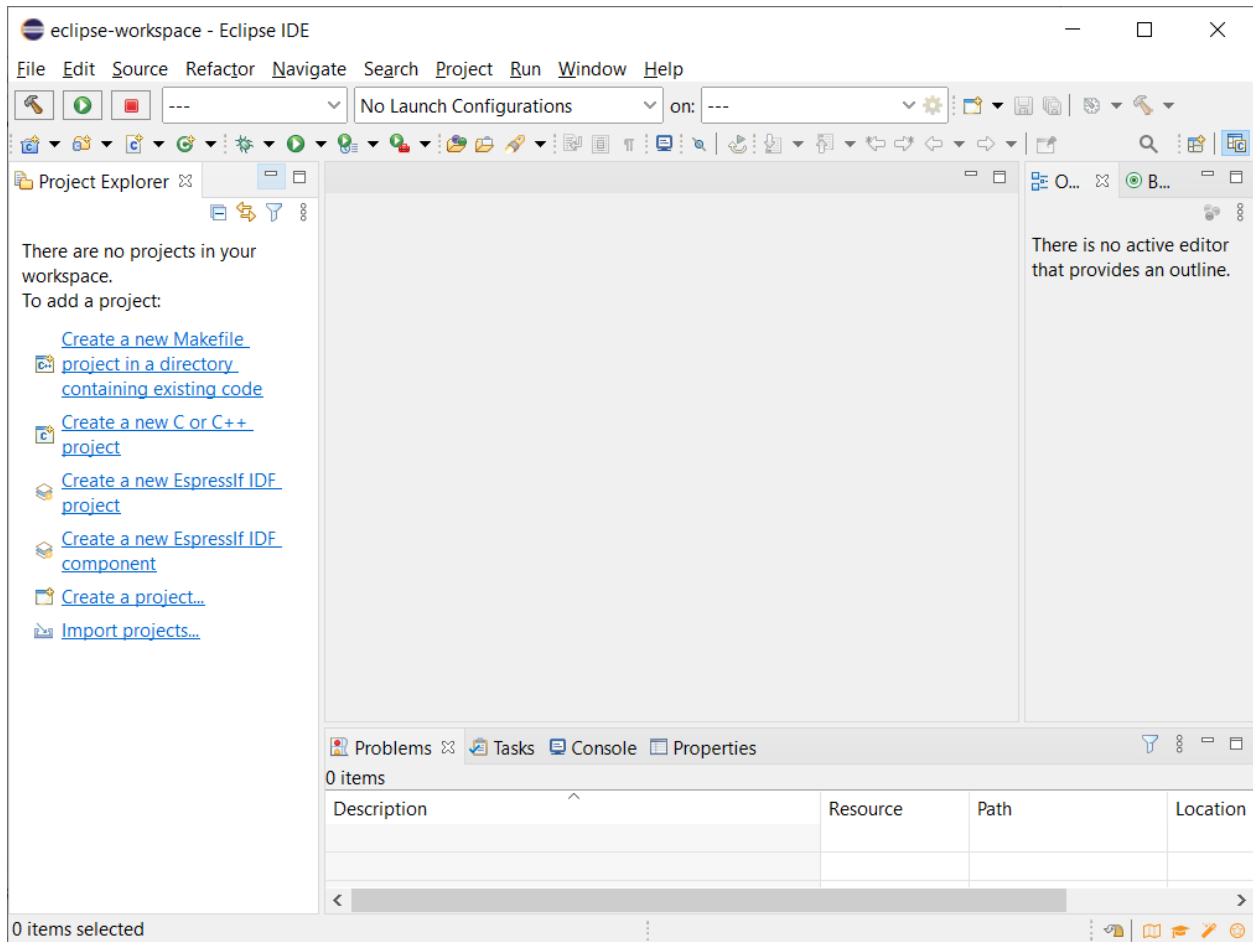 eclipse-workspace - Eclipse IDE
File Edit Source Refactor Navigate Search Project Run Window Help
--- No Launch Configurations on: ---
Project Explorer
There are no projects in your
workspace.
To add a project:
Create a new Makefile
project in a directory
containing existing code
Create a new C or C++
project
Create a new EspressIf IDF
project
Create a new EspressIf IDF
component
Create a project...
Import projects...
O... B...
There is no active editor
that provides an outline.
Problems Tasks Console Properties
0 items
Description Resource Path Location
0 items selected